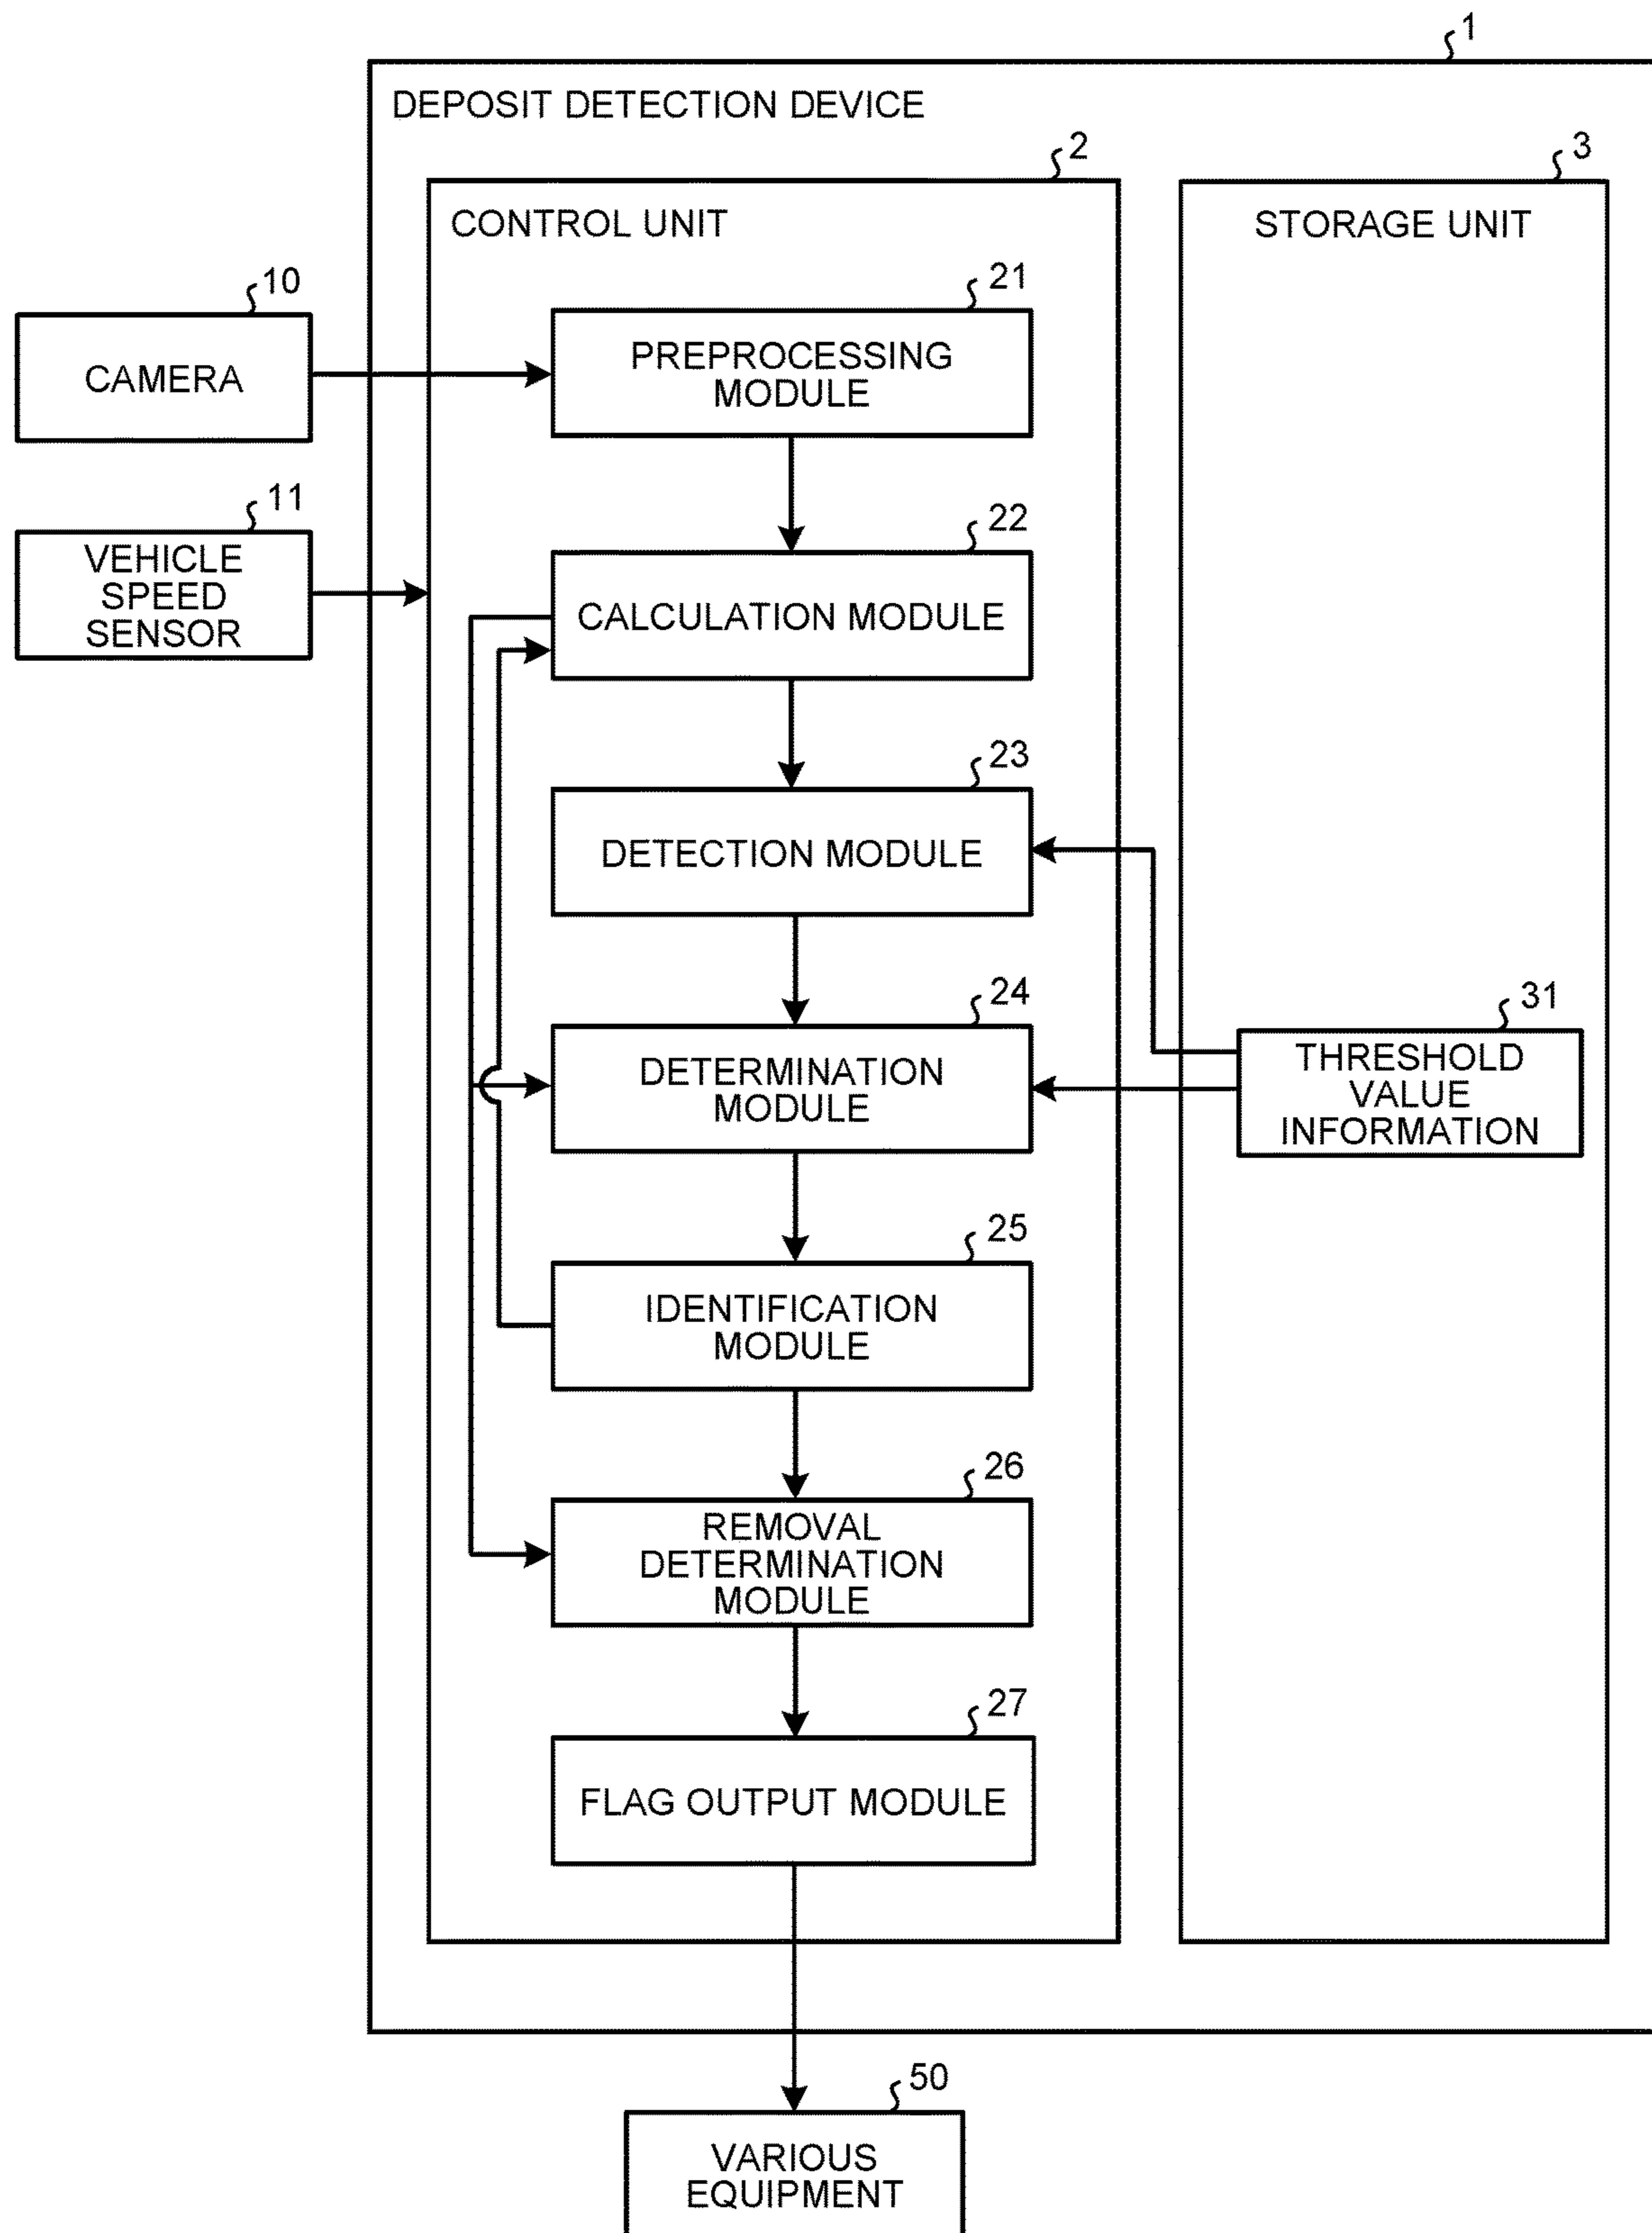 1
DEPOSIT DETECTION DEVICE
2
3
CONTROL UNIT
STORAGE UNIT
10
CAMERA
21
PREPROCESSING
MODULE
11
VEHICLE
SPEED
SENSOR
22
CALCULATION MODULE
23
DETECTION MODULE
24
DETERMINATION
MODULE
31
THRESHOLD
VALUE
INFORMATION
25
IDENTIFICATION
MODULE
26
REMOVAL
DETERMINATION
MODULE
27
FLAG OUTPUT MODULE
50
VARIOUS
EQUIPMENT